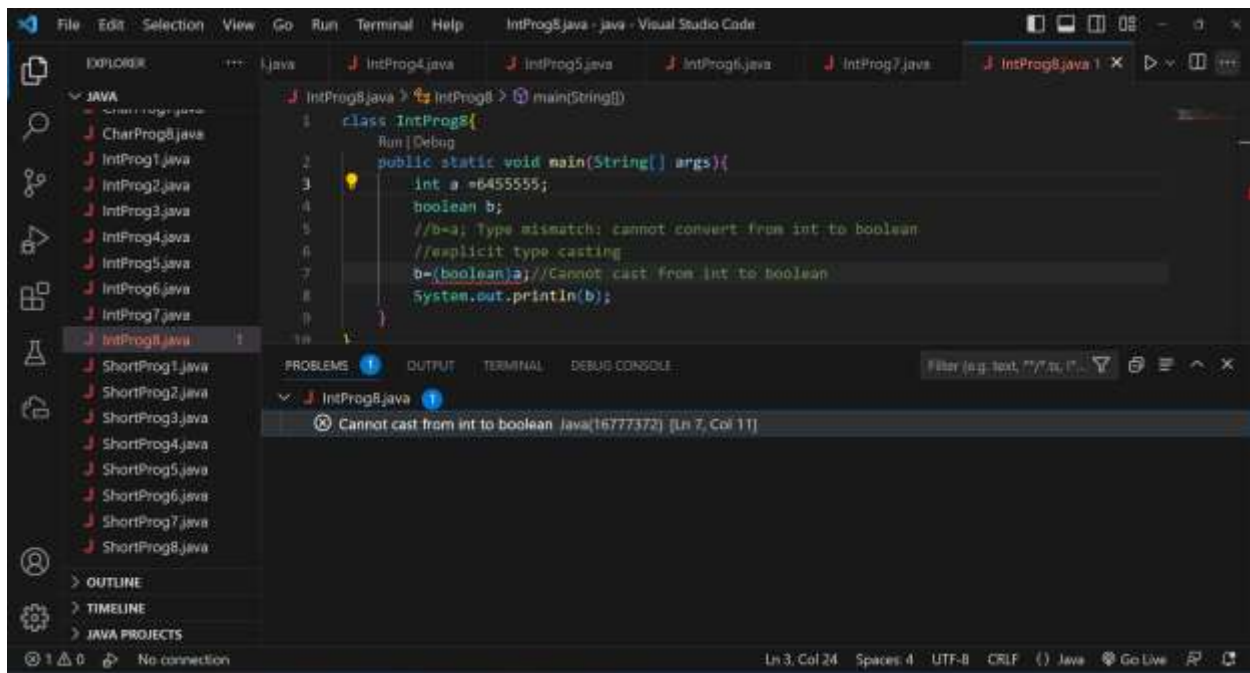 File Edit Selection View Go Run Terminal Help IntProg8.java - java - Visual Studio Code
EXPLORER
JAVA
CharProg8.java
IntProg1.java
IntProg2.java
IntProg3.java
IntProg4.java
IntProg5.java
IntProg6.java
IntProg7.java
IntProg8.java 1
ShortProg1.java
ShortProg2.java
ShortProg3.java
ShortProg4.java
ShortProg5.java
ShortProg6.java
ShortProg7.java
ShortProg8.java
OUTLINE
TIMELINE
JAVA PROJECTS
.java IntProg4.java IntProg5.java IntProg6.java IntProg7.java IntProg8.java 1
IntProg8.java > IntProg8 > main(String[])
1 class IntProg8{
Run | Debug
2 public static void main(String[] args){
3 int a =6455555;
4 boolean b;
5 //b=a; Type mismatch: cannot convert from int to boolean
6 //explicit type casting
7 b=(boolean)a;//Cannot cast from int to boolean
8 System.out.println(b);
9 }
10 }
PROBLEMS 1 OUTPUT TERMINAL DEBUG CONSOLE Filter (e.g. text, **/*.ts, !*...
IntProg8.java 1
Cannot cast from int to boolean Java(16777372) [Ln 7, Col 11]
1 0 No connection Ln 3, Col 24 Spaces: 4 UTF-8 CRLF {} Java Go Live